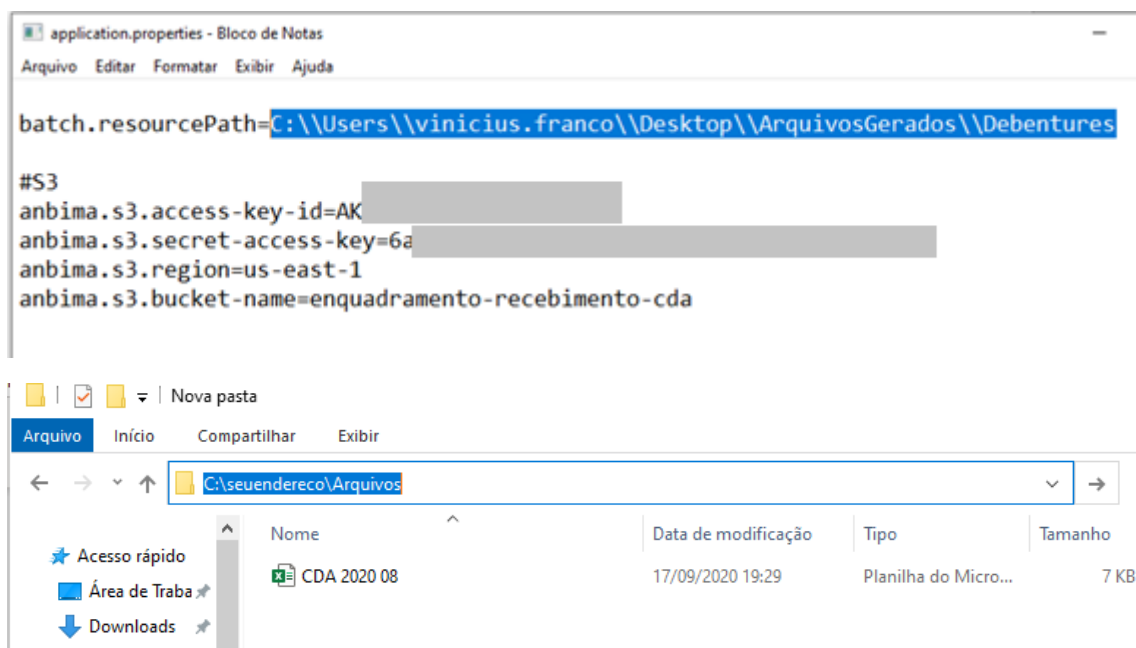 application.properties - Bloco de Notas
Arquivo Editar Formatar Exibir Ajuda
batch.resourcePath=C:\\Users\\vinicius.franco\\Desktop\\ArquivosGerados\\Debentures
#S3
anbima.s3.access-key-id=AK
anbima.s3.secret-access-key=6a
anbima.s3.region=us-east-1
anbima.s3.bucket-name=enquadramento-recebimento-cda
Nova pasta
Arquivo Início Compartilhar Exibir
C:\seuendereco\Arquivos
Nome Data de modificação Tipo Tamanho
Acesso rápido
CDA 2020 08 17/09/2020 19:29 Planilha do Micro... 7 KB
Área de Traba
Downloads